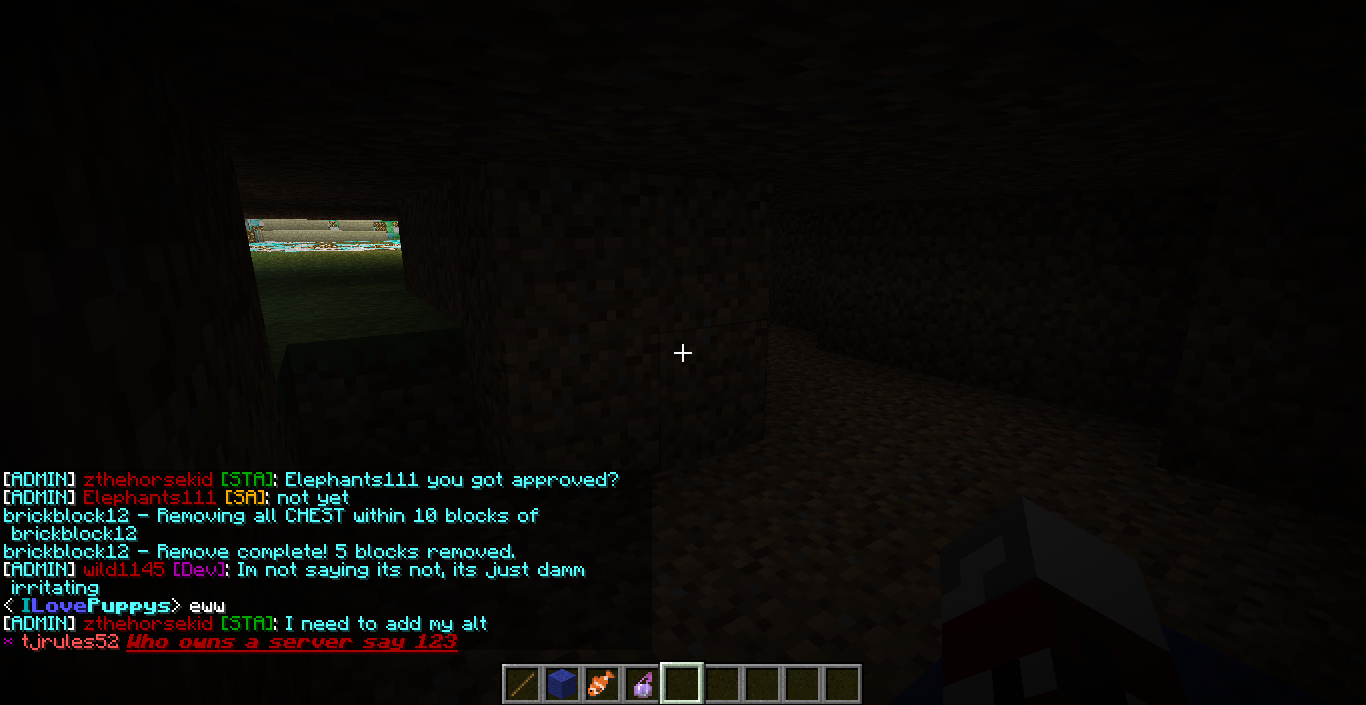 [ADMIN] zthehorsekid [STA]: Elephants111 you got approved?
[ADMIN] Elephants111 [SA]: not yet
brickblock12 - Removing all CHEST within 10 blocks of
brickblock12
brickblock12 - Remove complete! 5 blocks removed.
[ADMIN] wild1145 [Dev]: Im not saying its not, its just damm
irritating
< ILovePuppys> eww
[ADMIN] zthehorsekid [STA]: I need to add my alt
* tjrules52 Who owns a server say 123